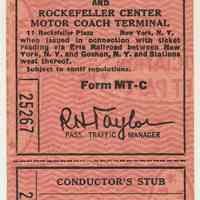 AND
ROCKEFELLER CENTER
MOTOR COACH TERMINAL
11 Rockefeller Plaza New York, N. Y.
when issued in connection with ticket
reading via Erie Railroad between New
York, N. Y. and Goshen, N. Y. and Stations
west thereof.
Subject to tariff regulations.
Form MT-C
25267
R H Taylor
PASS. TRAFFIC MANAGER
CONDUCTOR'S STUB
2